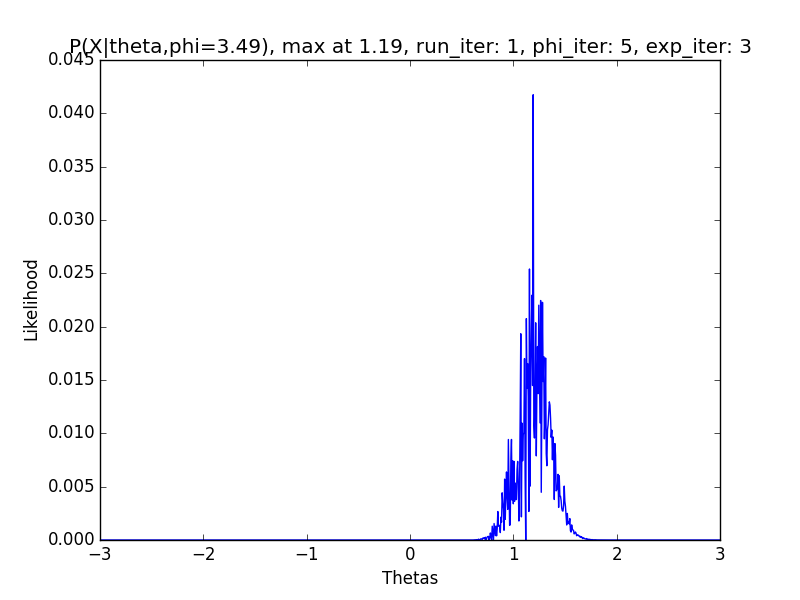 P(X|theta,phi=3.49), max at 1.19, run_iter: 1, phi_iter: 5, exp_iter: 3
0.045
0.040
0.035
0.030
0.025
0.020
0.015
0.010
0.005
0.000
Likelihood
−3 −2 −1 0 1 2 3
Thetas